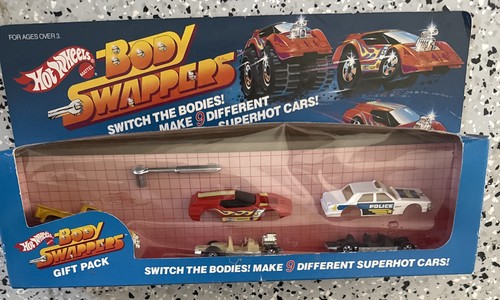 FOR AGES OVER 3.
Hot Wheels
MATTEL
BODY
SWAPPERS
SWITCH THE BODIES!
MAKE 9 DIFFERENT
SUPERHOT CARS!
POLICE
Hot Wheels
BODY
SWAPPERS
GIFT PACK
SWITCH THE BODIES! MAKE 9 DIFFERENT SUPERHOT CARS!